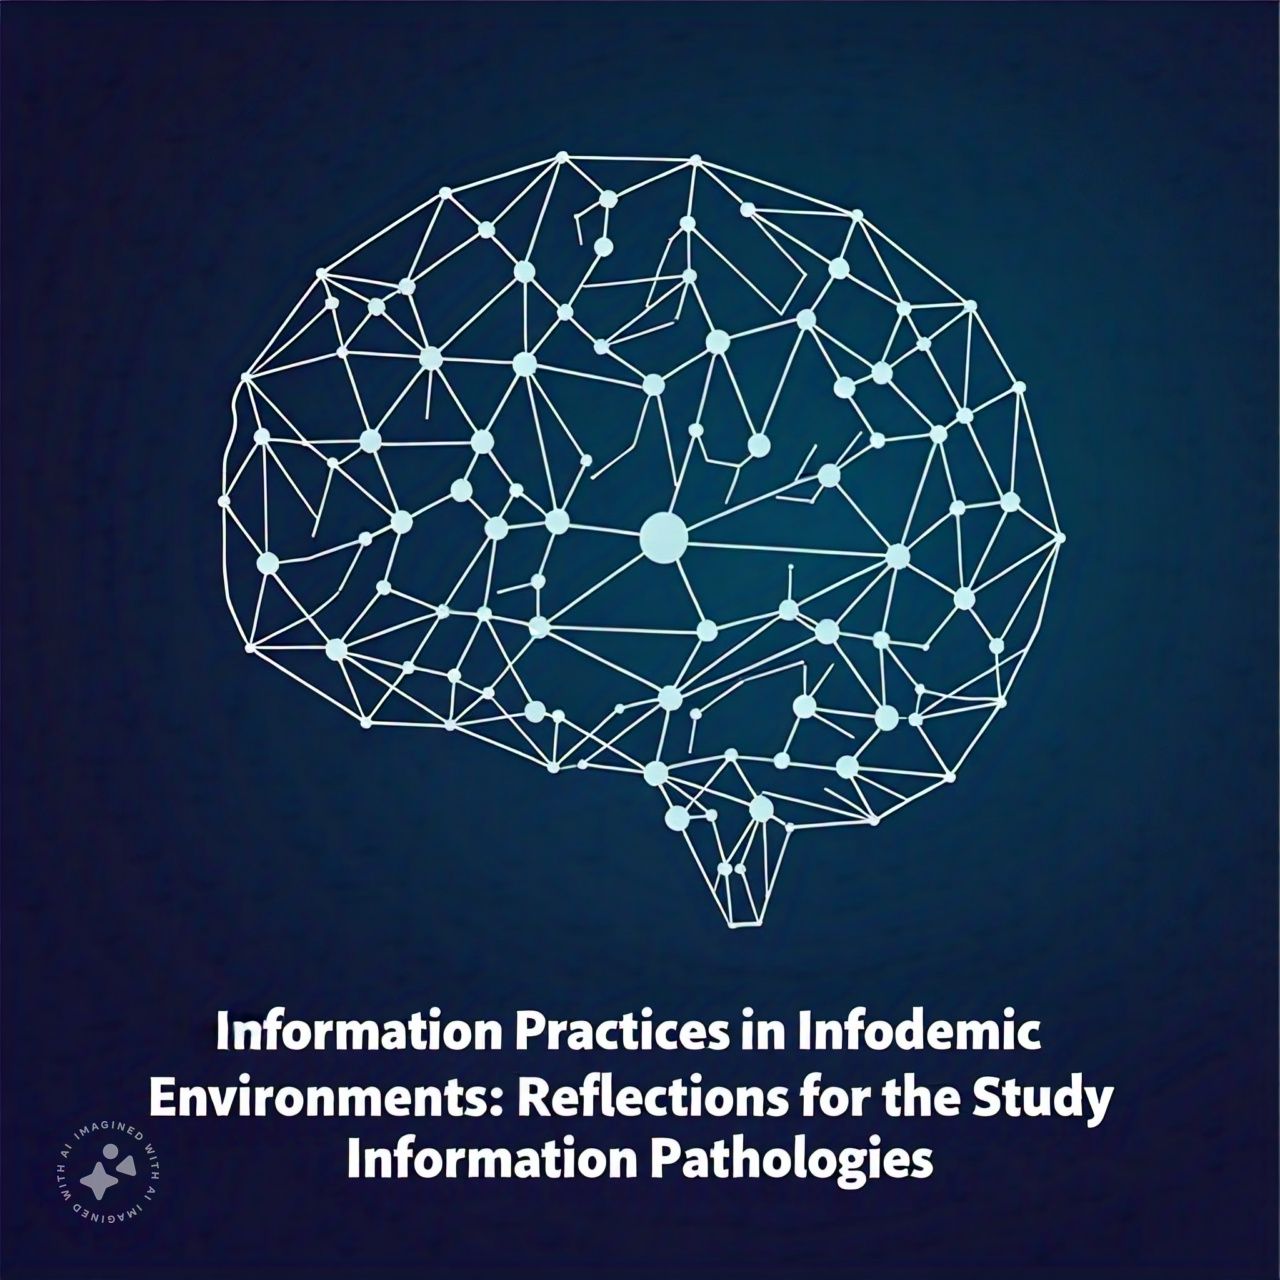 Information Practices in Infodemic
Environments: Reflections for the Study
Information Pathologies
IMAGINED WITH AI IMAGINED WITH AI